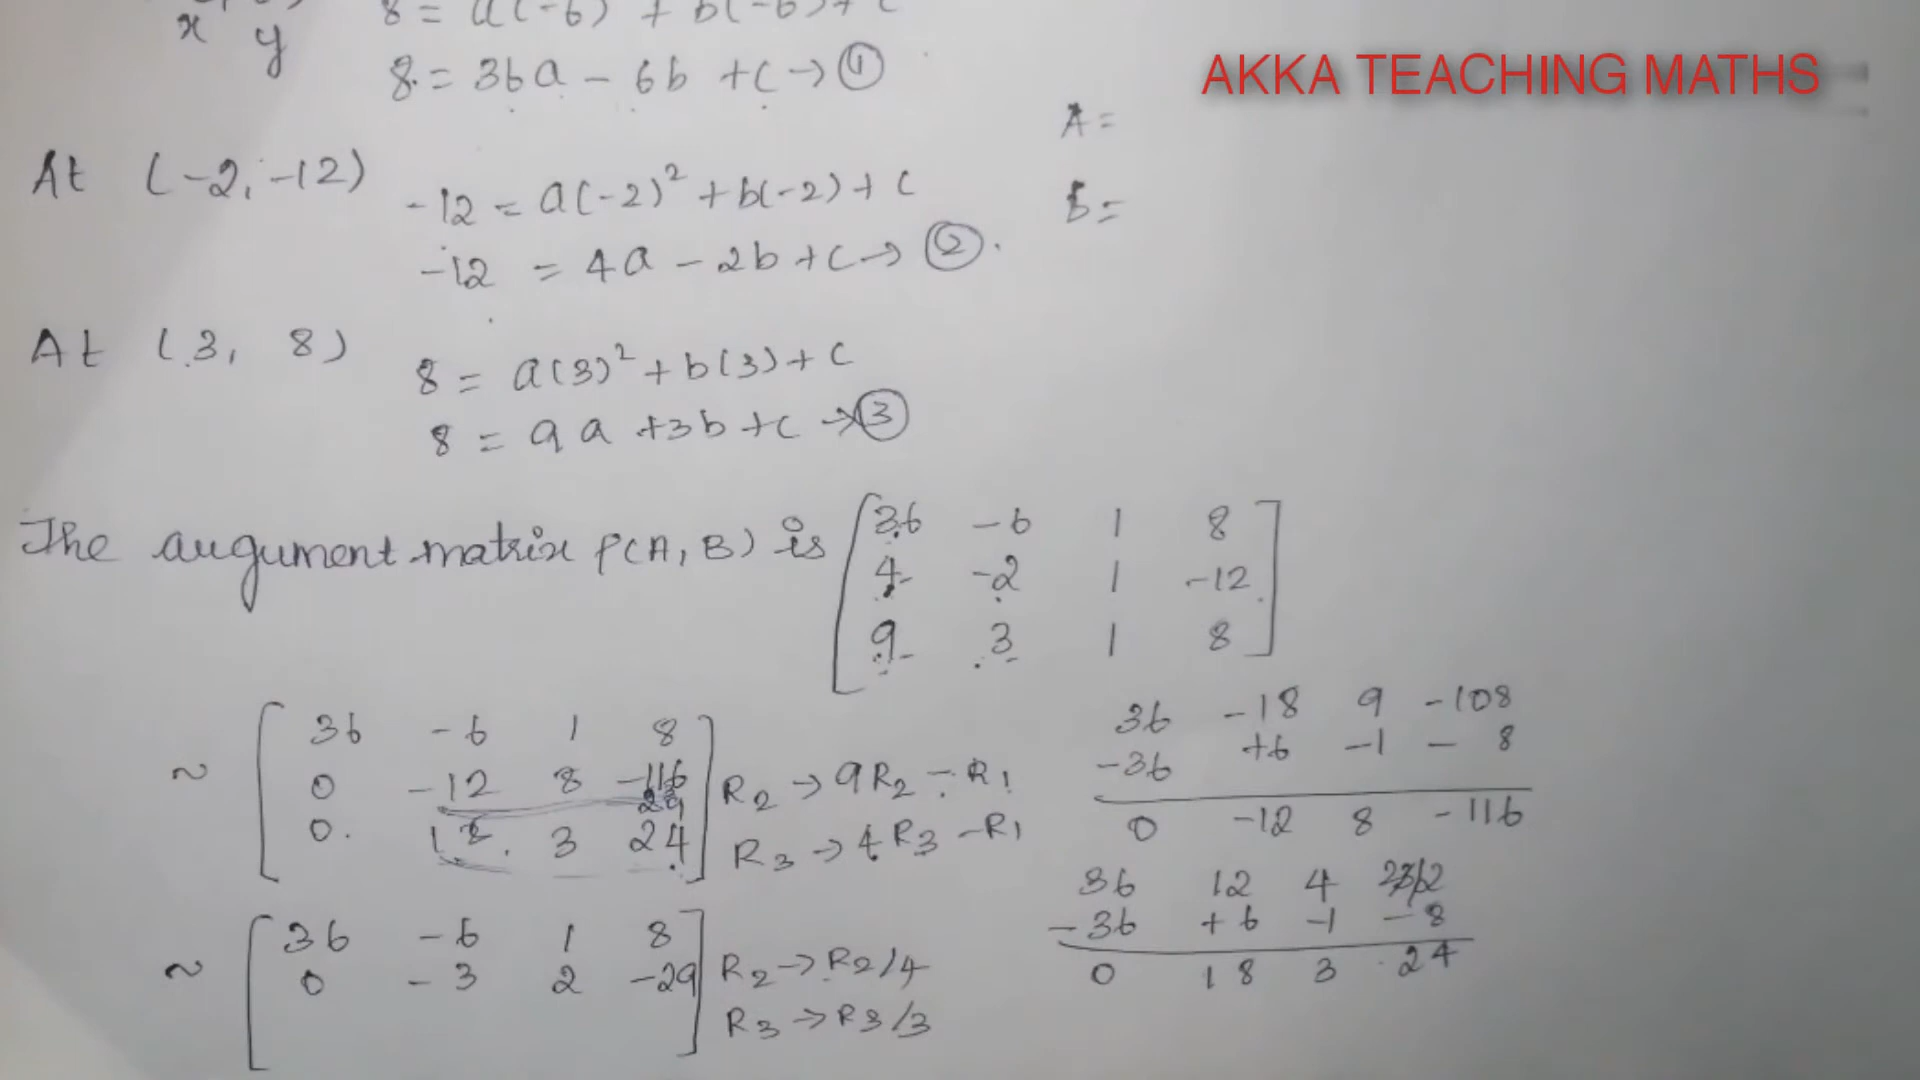 x y
8 = a(-6) + b(-6) + c
8 = 36a - 6b + c → ①
AKKA TEACHING MATHS
A =
B =
At (-2, -12)
-12 = a(-2)² + b(-2) + c
-12 = 4a - 2b + c → ②.
At (3, 8)
8 = a(3)² + b(3) + c
8 = 9a + 3b + c → ③
The augument matrix P(A, B) is
36 -6 1 8
4 -2 1 -12
9 3 1 8
~
36 -6 1 8
0 -12 8 -116 R2 → 9R2 - R1
0. 18. 3 24 R3 → 4R3 - R1
36 -18 9 -108
-36 +6 -1 - 8
0 -12 8 -116
36 12 4
-36 +6 -1 -8
0 18 3 24
~
36 -6 1 8
0 -3 2 -29 R2 → R2/4
R3 → R3/3